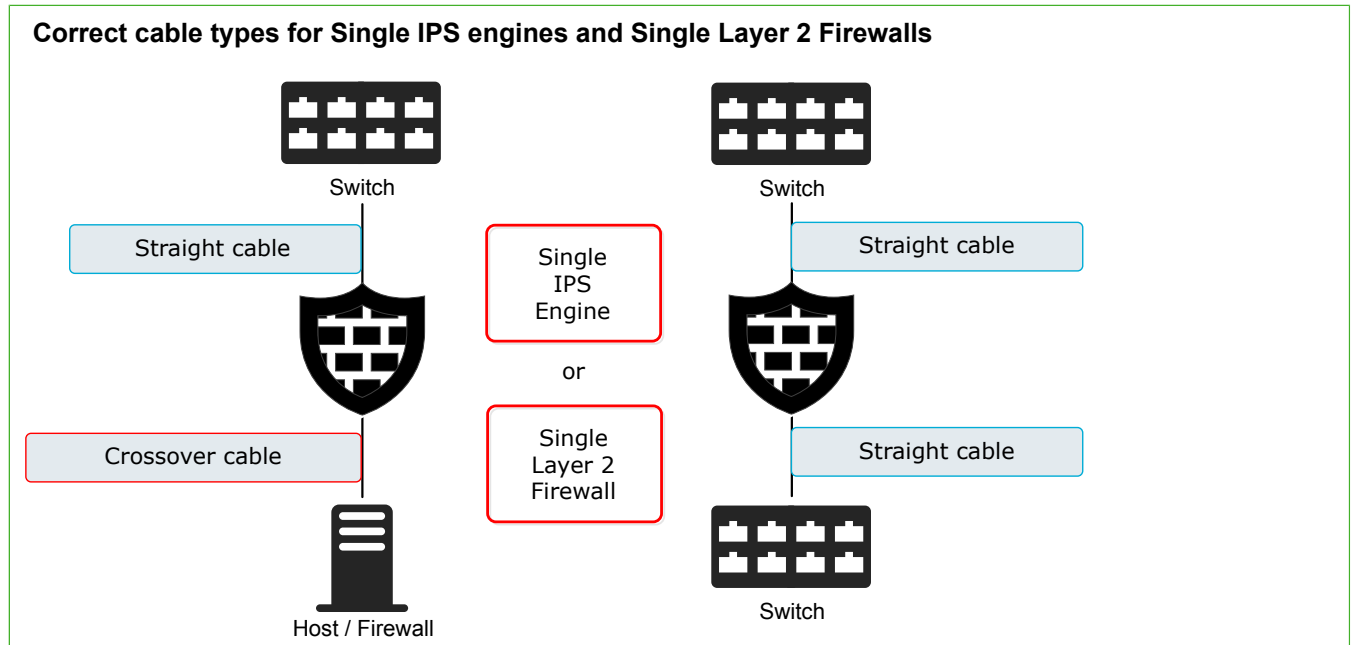 Correct cable types for Single IPS engines and Single Layer 2 Firewalls
Switch
Switch
Straight cable
Single
IPS
Engine
Straight cable
or
Crossover cable
Single
Layer 2
Firewall
Straight cable
Host / Firewall
Switch